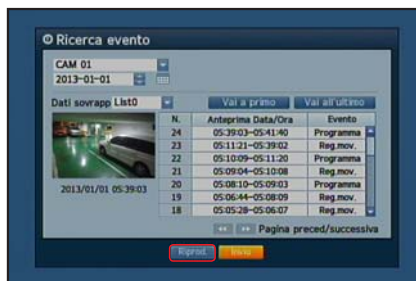 Ricerca evento
CAM 01
2013-01-01
Dati sovrapp List0 Vai a primo Vai all'ultimo
N. Anteprima Data/Ora Evento
24 05:39:03~05:41:40 Programma
23 05:11:21~05:39:02 Reg.mov.
22 05:10:09~05:11:20 Programma
21 05:09:04~05:10:08 Reg.mov.
20 05:08:10~05:09:03 Programma
19 05:06:44~05:08:09 Reg.mov.
18 05:05:28~05:06:07 Reg.mov.
2013/01/01 05:39:03
Pagina preced/successiva
Riprod. Invio